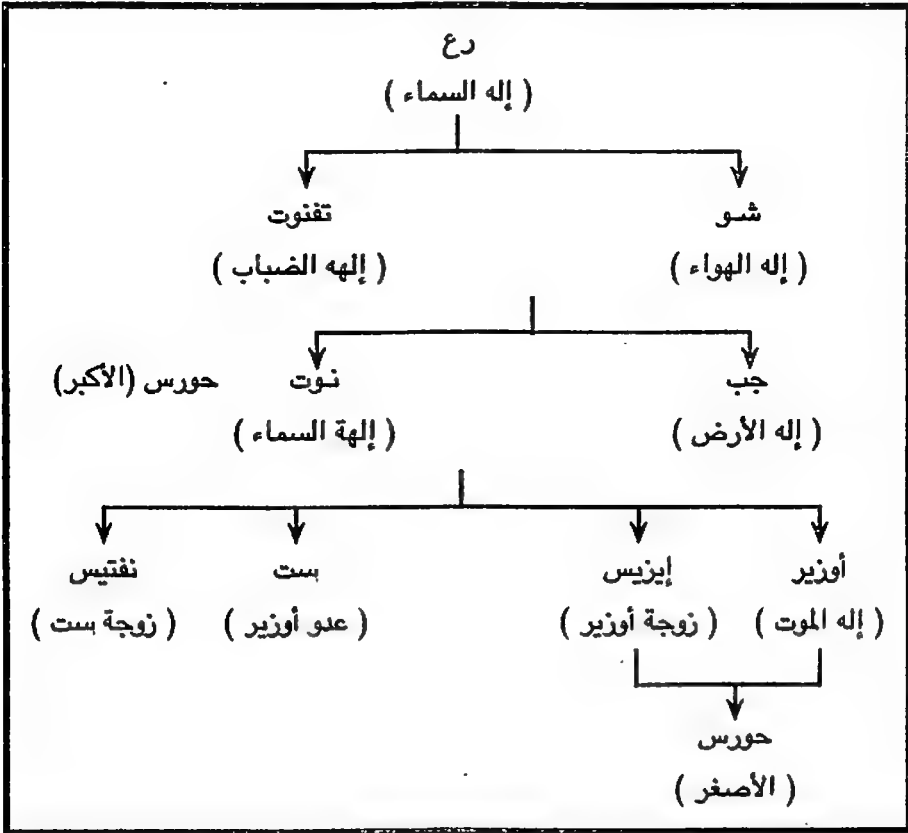 رع
( إله السماء )
شو تفنوت
( إله الهواء ) ( إلهه الضباب )
جب نوت حورس (الأكبر)
( إله الأرض ) ( إلهة السماء )
أوزير إيزيس ست نفتيس
( إله الموت ) ( زوجة أوزير ) ( عدو أوزير ) ( زوجة ست )
حورس
( الأصغر )